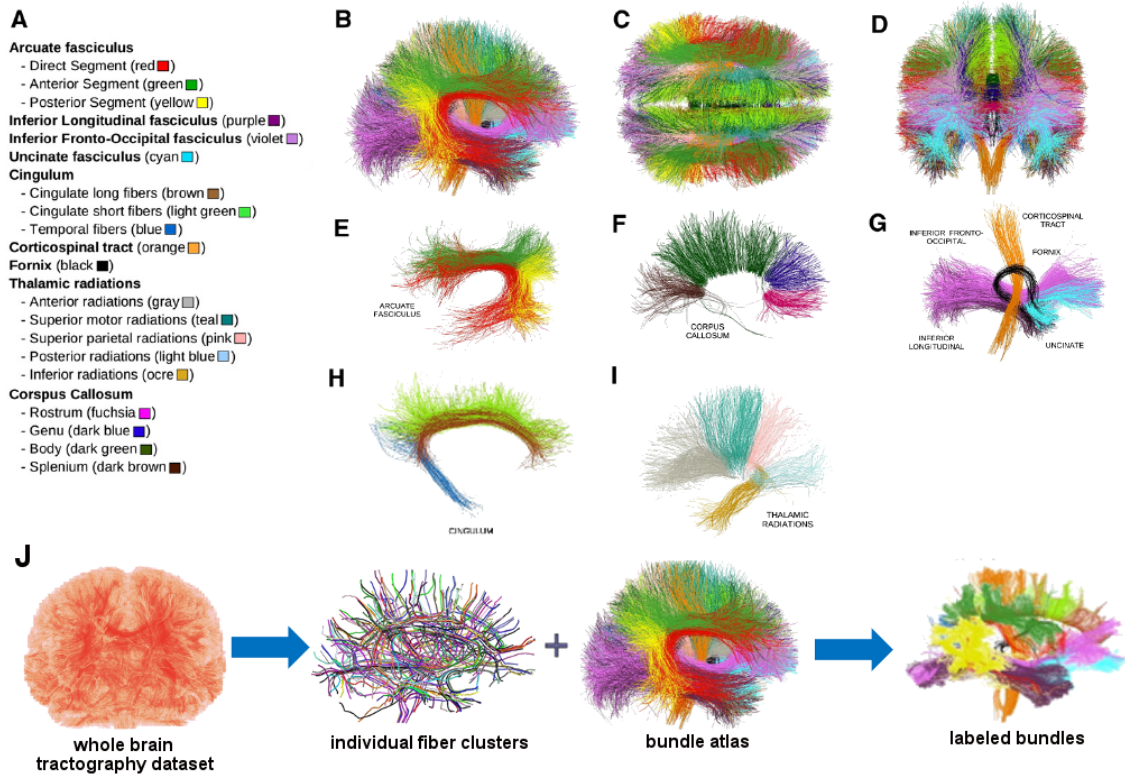 A
Arcuate fasciculus
- Direct Segment (red)
- Anterior Segment (green)
- Posterior Segment (yellow)
Inferior Longitudinal fasciculus (purple)
Inferior Fronto-Occipital fasciculus (violet)
Uncinate fasciculus (cyan)
Cingulum
- Cingulate long fibers (brown)
- Cingulate short fibers (light green)
- Temporal fibers (blue)
Corticospinal tract (orange)
Fornix (black)
Thalamic radiations
- Anterior radiations (gray)
- Superior motor radiations (teal)
- Superior parietal radiations (pink)
- Posterior radiations (light blue)
- Inferior radiations (ocre)
Corspus Callosum
- Rostrum (fuchsia)
- Genu (dark blue)
- Body (dark green)
- Splenium (dark brown)
B
C
D
E
ARCUATE
FASCICULUS
F
CORPUS
CALLOSUM
G
CORTICOSPINAL
TRACT
INFERIOR FRONTO-
OCCIPITAL
FORNIX
INFERIOR
LONGITUDINAL
UNCINATE
H
CINGULUM
I
THALAMIC
RADIATIONS
J
whole brain
tractography dataset
individual fiber clusters
+
bundle atlas
labeled bundles